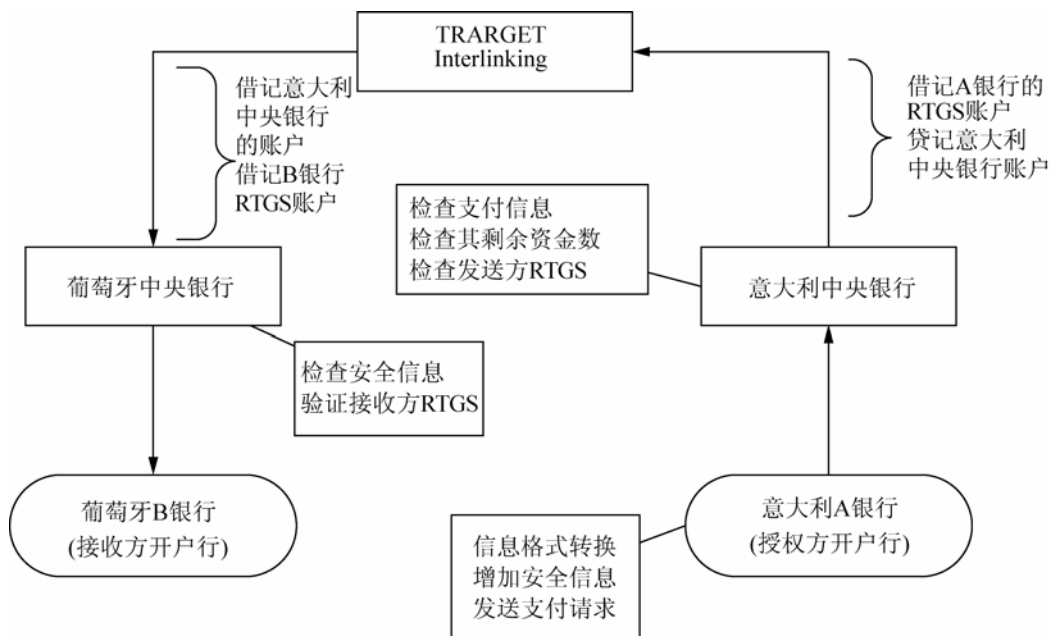 TRARGET
Interlinking
借记意大利
中央银行
的账户
借记B银行
RTGS账户
借记A银行的
RTGS账户
贷记意大利
中央银行账户
检查支付信息
检查其剩余资金数
检查发送方RTGS
葡萄牙中央银行
意大利中央银行
检查安全信息
验证接收方RTGS
葡萄牙B银行
(接收方开户行)
意大利A银行
(授权方开户行)
信息格式转换
增加安全信息
发送支付请求